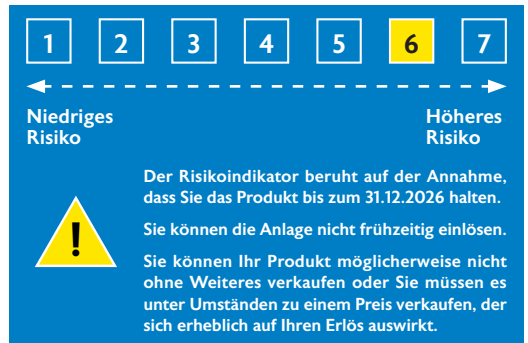 1 2 3 4 5 6 7
Niedriges Höheres
Risiko Risiko
Der Risikoindikator beruht auf der Annahme,
dass Sie das Produkt bis zum 31.12.2026 halten.
Sie können die Anlage nicht frühzeitig einlösen.
!
Sie können Ihr Produkt möglicherweise nicht
ohne Weiteres verkaufen oder Sie müssen es
unter Umständen zu einem Preis verkaufen, der
sich erheblich auf Ihren Erlös auswirkt.